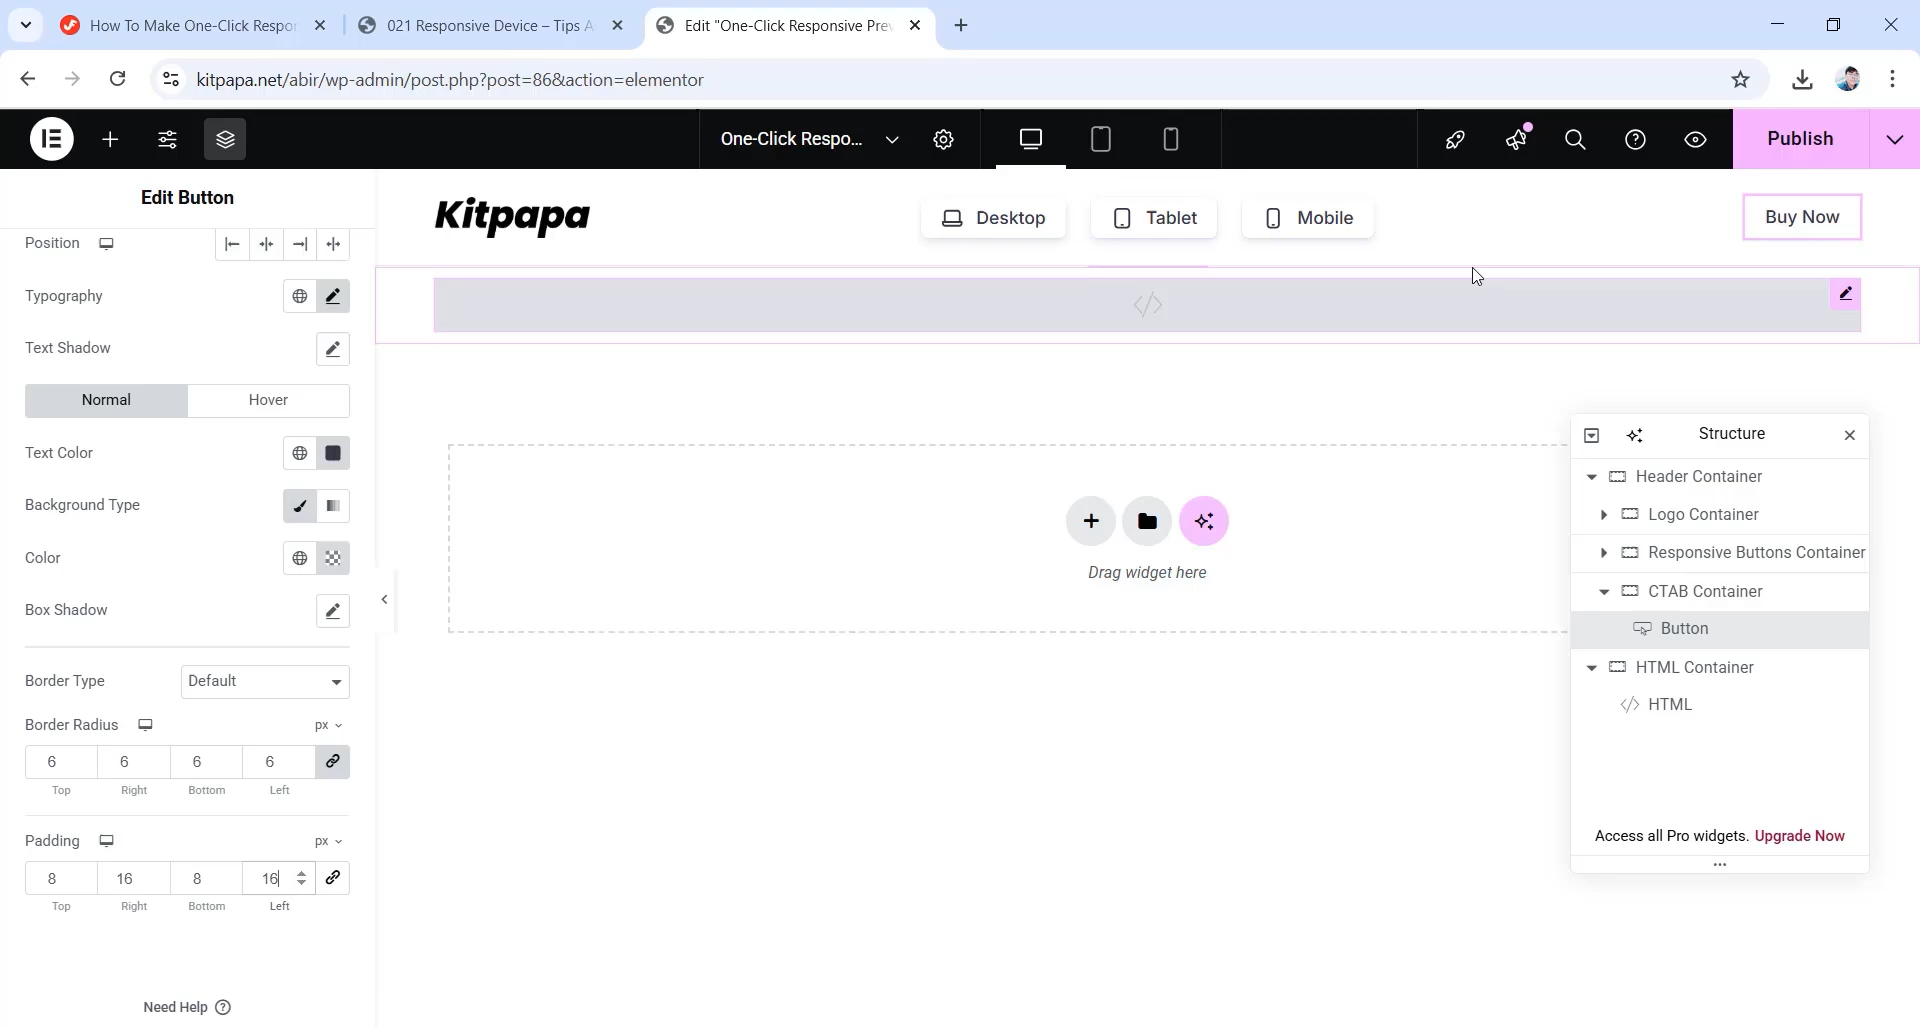 How To Make One-Click Respon
021 Responsive Device – Tips A
Edit "One-Click Responsive Prev
kitpapa.net/abir/wp-admin/post.php?post=86&action=elementor
One-Click Respo...
Publish
Edit Button
Position
Typography
Text Shadow
Normal
Hover
Text Color
Background Type
Color
Box Shadow
Border Type
Default
Border Radius
px
6
6
6
6
Top
Right
Bottom
Left
Padding
px
8
16
8
16
Top
Right
Bottom
Left
Need Help
Kitpapa
Desktop
Tablet
Mobile
Buy Now
Drag widget here
Structure
Header Container
Logo Container
Responsive Buttons Container
CTAB Container
Button
HTML Container
HTML
Access all Pro widgets. Upgrade Now